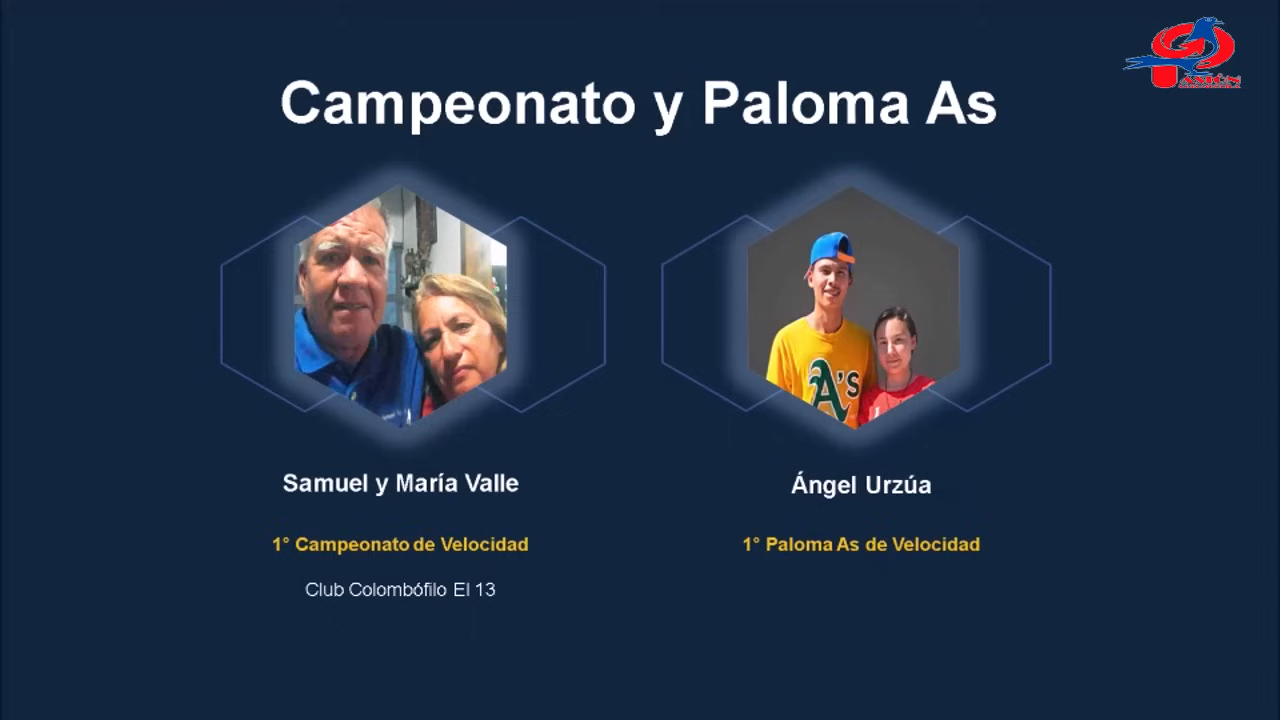 Campeonato y Paloma As
A's
Samuel y María Valle
Ángel Urzúa
1° Campeonato de Velocidad
1° Paloma As de Velocidad
Club Colombófilo El 13